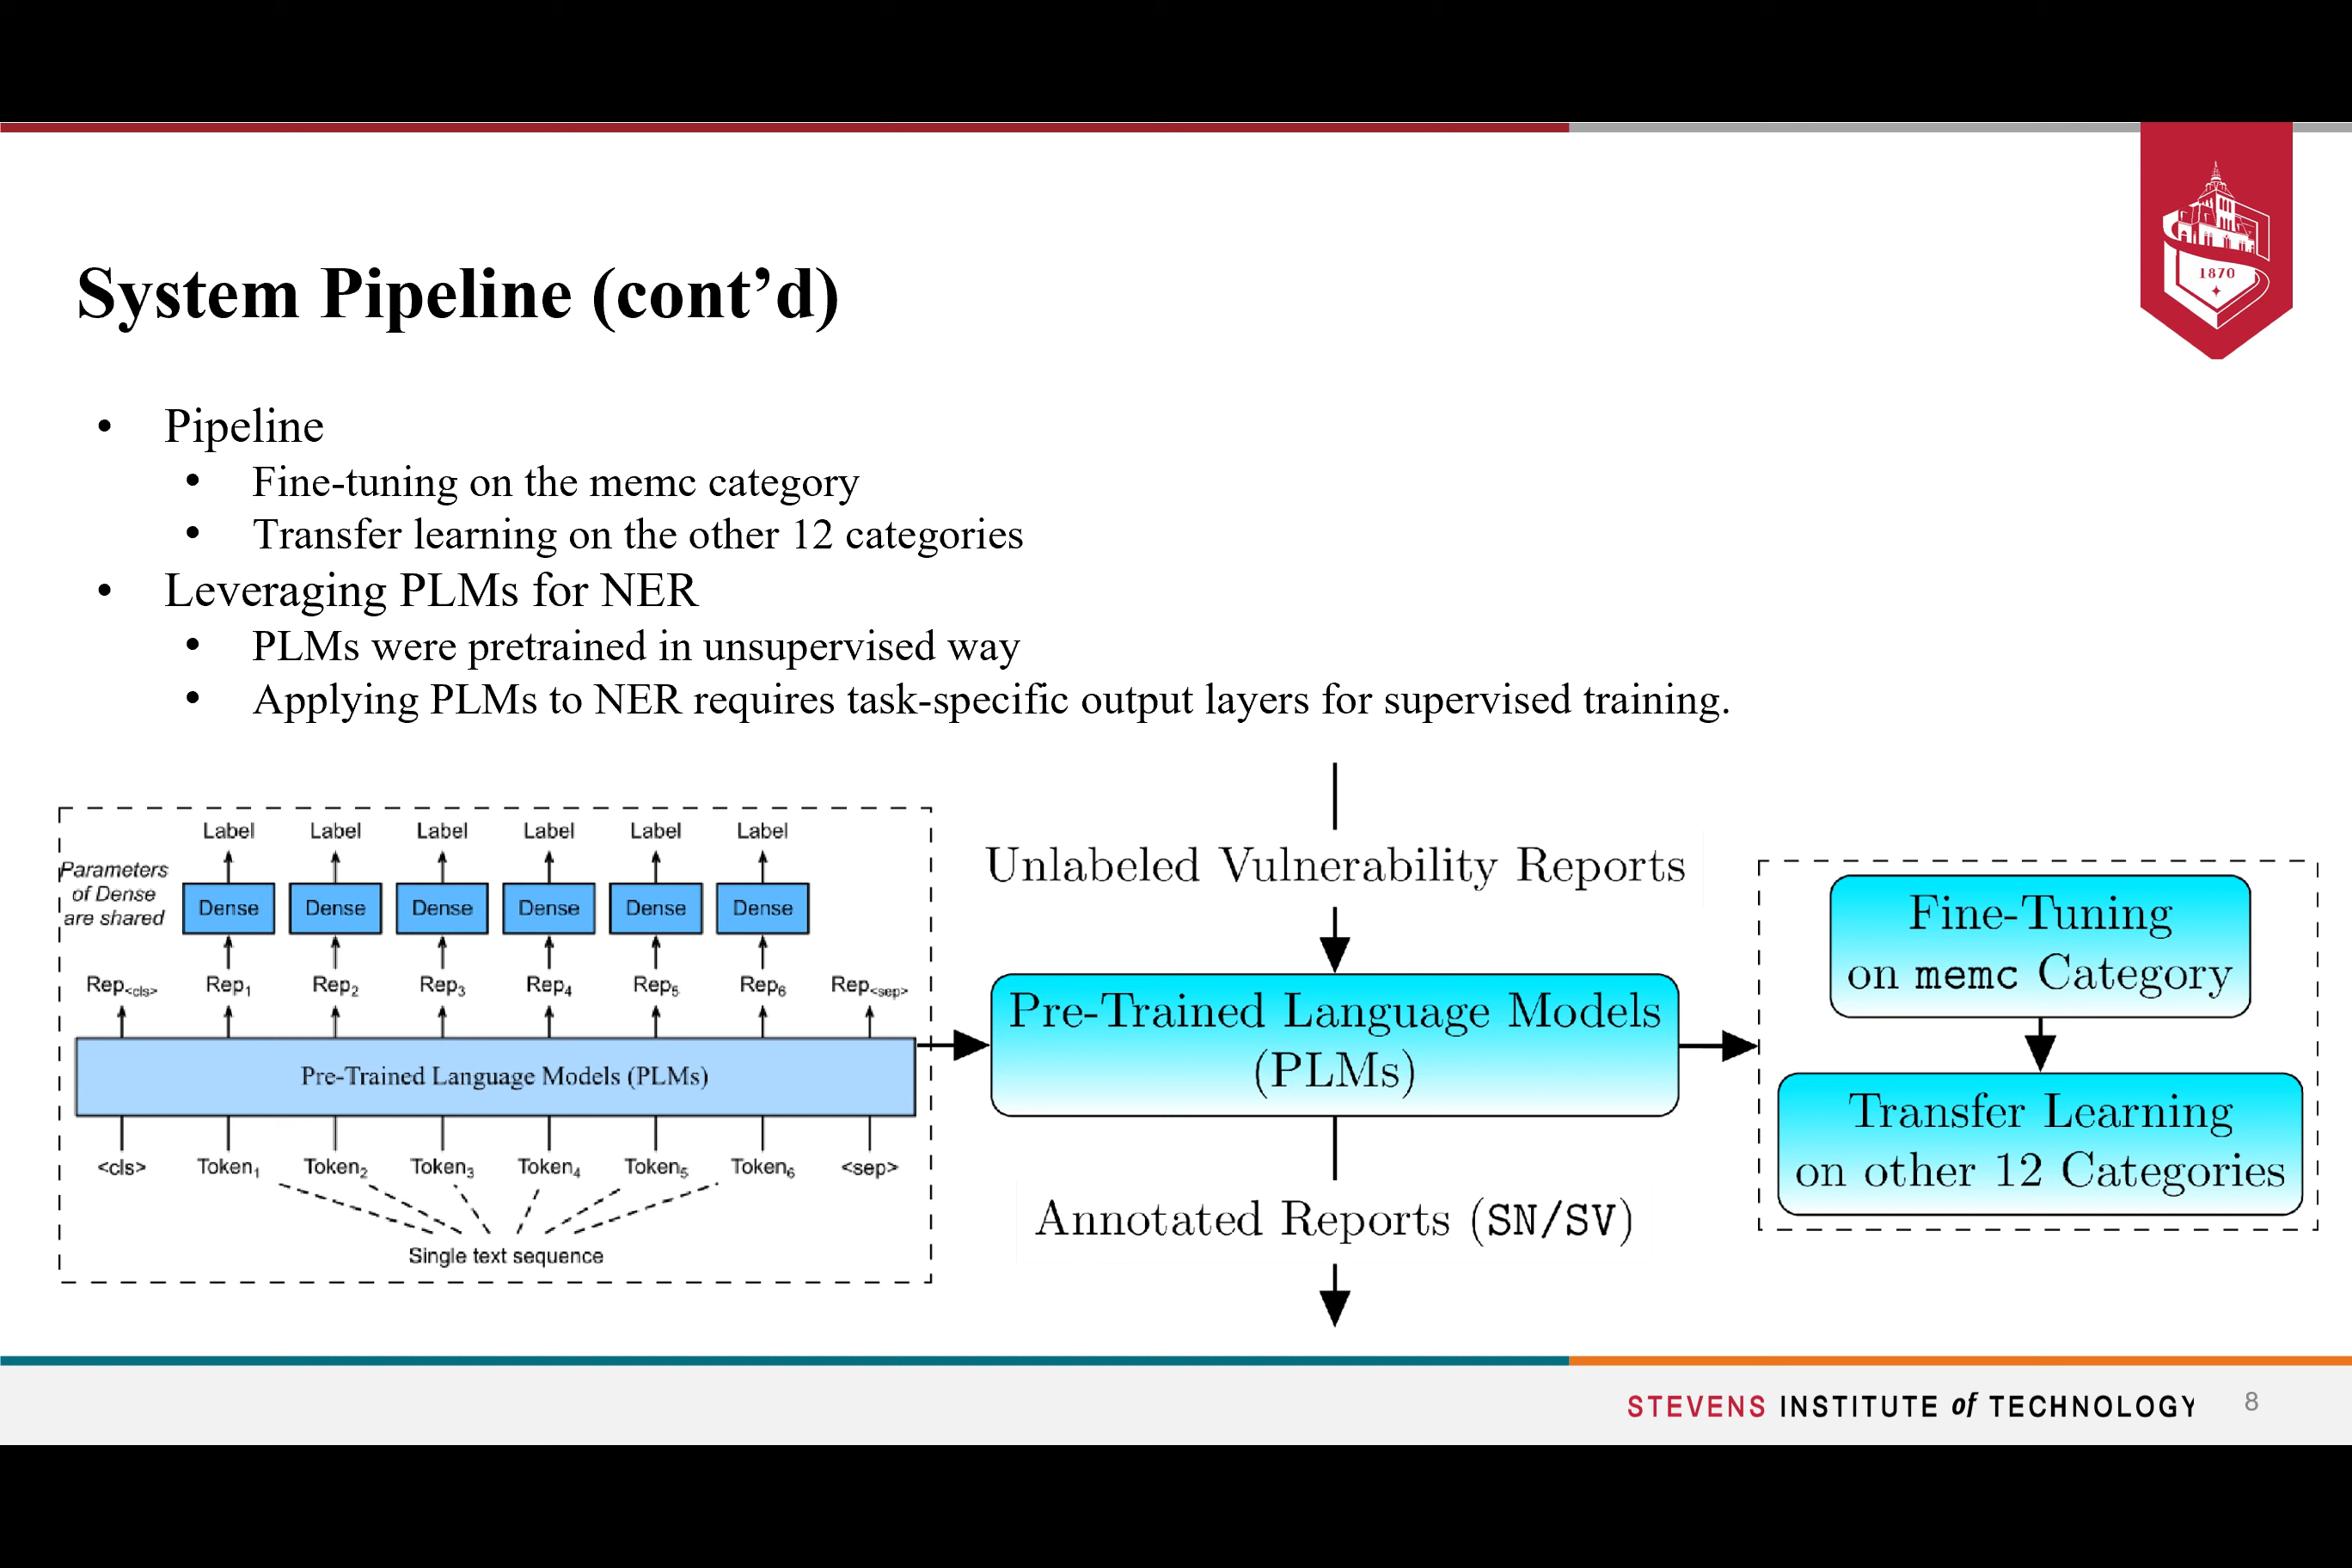 1870
System Pipeline (cont’d)
• Pipeline
• Fine-tuning on the memc category
• Transfer learning on the other 12 categories
• Leveraging PLMs for NER
• PLMs were pretrained in unsupervised way
• Applying PLMs to NER requires task-specific output layers for supervised training.
Label Label Label Label Label Label
Parameters
of Dense
are shared
Dense Dense Dense Dense Dense Dense
Rep<cls> Rep1 Rep2 Rep3 Rep4 Rep5 Rep6 Rep<sep>
Pre-Trained Language Models (PLMs)
<cls> Token1 Token2 Token3 Token4 Token5 Token6 <sep>
Single text sequence
Unlabeled Vulnerability Reports
Pre-Trained Language Models
(PLMs)
Annotated Reports (SN/SV)
Fine-Tuning
on memc Category
Transfer Learning
on other 12 Categories
STEVENS INSTITUTE of TECHNOLOGY 8